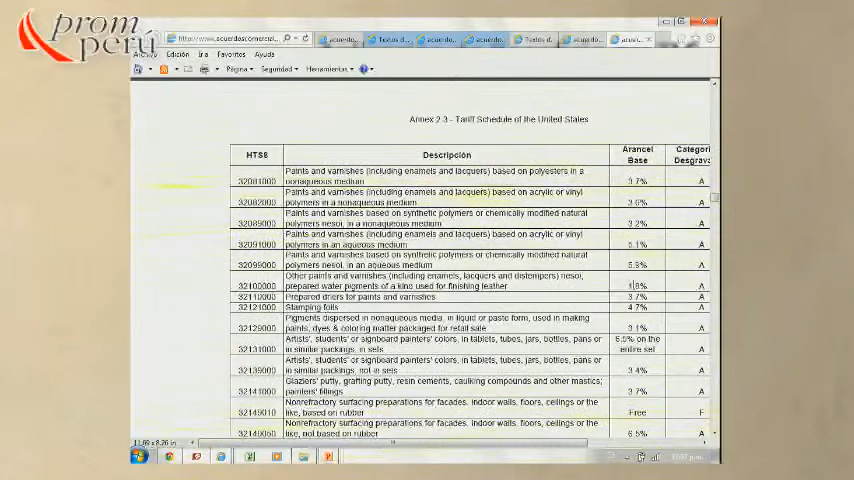 prom
perú
http://www.acuerdoscomercial...
acuerdo...
Textos d...
acuerdo...
acuerdo...
Textos d...
acuerdo...
Archivo Edición Ir a Favoritos Ayuda
Página Seguridad Herramientas
Annex 2.3 - Tariff Schedule of the United States
HTS8 Descripción Arancel Base Categorí Desgrava
32081000 Paints and varnishes (including enamels and lacquers) based on polyesters in a
nonaqueous medium 3.7% A
32082000 Paints and varnishes (including enamels and lacquers) based on acrylic or vinyl
polymers in a nonaqueous medium 3.6% A
32089000 Paints and varnishes based on synthetic polymers or chemically modified natural
polymers nesoi, in a nonaqueous medium 3.2% A
32091000 Paints and varnishes (including enamels and lacquers) based on acrylic or vinyl
polymers in an aqueous medium 5.1% A
32099000 Paints and varnishes based on synthetic polymers or chemically modified natural
polymers nesoi, in an aqueous medium 5.9% A
32100000 Other paints and varnishes (including enamels, lacquers and distempers) nesoi,
prepared water pigments of a kind used for finishing leather 1.8% A
32110000 Prepared driers for paints and varnishes 3.7% A
32121000 Stamping foils 4.7% A
32129000 Pigments dispersed in nonaqueous media, in liquid or paste form, used in making
paints, dyes & coloring matter packaged for retail sale 3.1% A
32131000 Artists', students' or signboard painters' colors, in tablets, tubes, jars, bottles, pans or
in similar packings, in sets 6.5% on the entire set A
32139000 Artists', students' or signboard painters' colors, in tablets, tubes, jars, bottles, pans or
in similar packings, not in sets 3.4% A
32141000 Glaziers' putty, grafting putty, resin cements, caulking compounds and other mastics;
painters' fillings 3.7% A
32149010 Nonrefractory surfacing preparations for facades, indoor walls, floors, ceilings or the
like, based on rubber Free F
32149050 Nonrefractory surfacing preparations for facades, indoor walls, floors, ceilings or the
like, not based on rubber 6.5% A